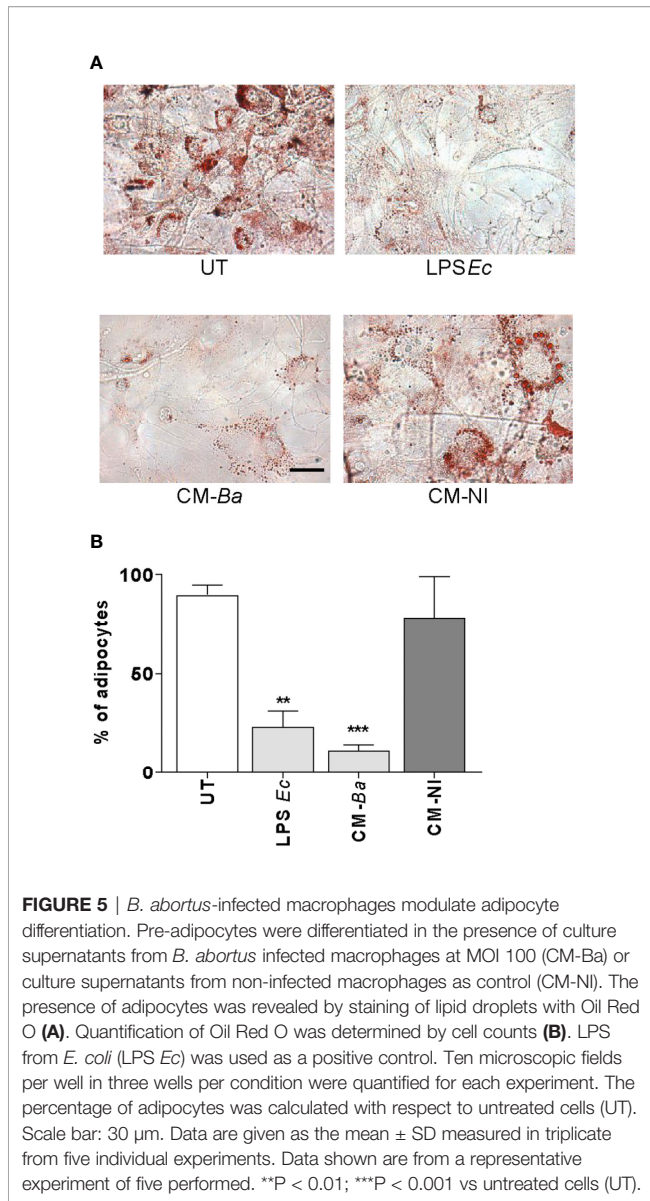 A
UT
LPSEc
CM-Ba
CM-NI
B
% of adipocytes
100
50
0
**
***
UT
LPS Ec
CM-Ba
CM-NI
FIGURE 5 | B. abortus-infected macrophages modulate adipocyte
differentiation. Pre-adipocytes were differentiated in the presence of culture
supernatants from B. abortus infected macrophages at MOI 100 (CM-Ba) or
culture supernatants from non-infected macrophages as control (CM-NI). The
presence of adipocytes was revealed by staining of lipid droplets with Oil Red
O (A). Quantification of Oil Red O was determined by cell counts (B). LPS
from E. coli (LPS Ec) was used as a positive control. Ten microscopic fields
per well in three wells per condition were quantified for each experiment. The
percentage of adipocytes was calculated with respect to untreated cells (UT).
Scale bar: 30 µm. Data are given as the mean ± SD measured in triplicate
from five individual experiments. Data shown are from a representative
experiment of five performed. **P < 0.01; ***P < 0.001 vs untreated cells (UT).